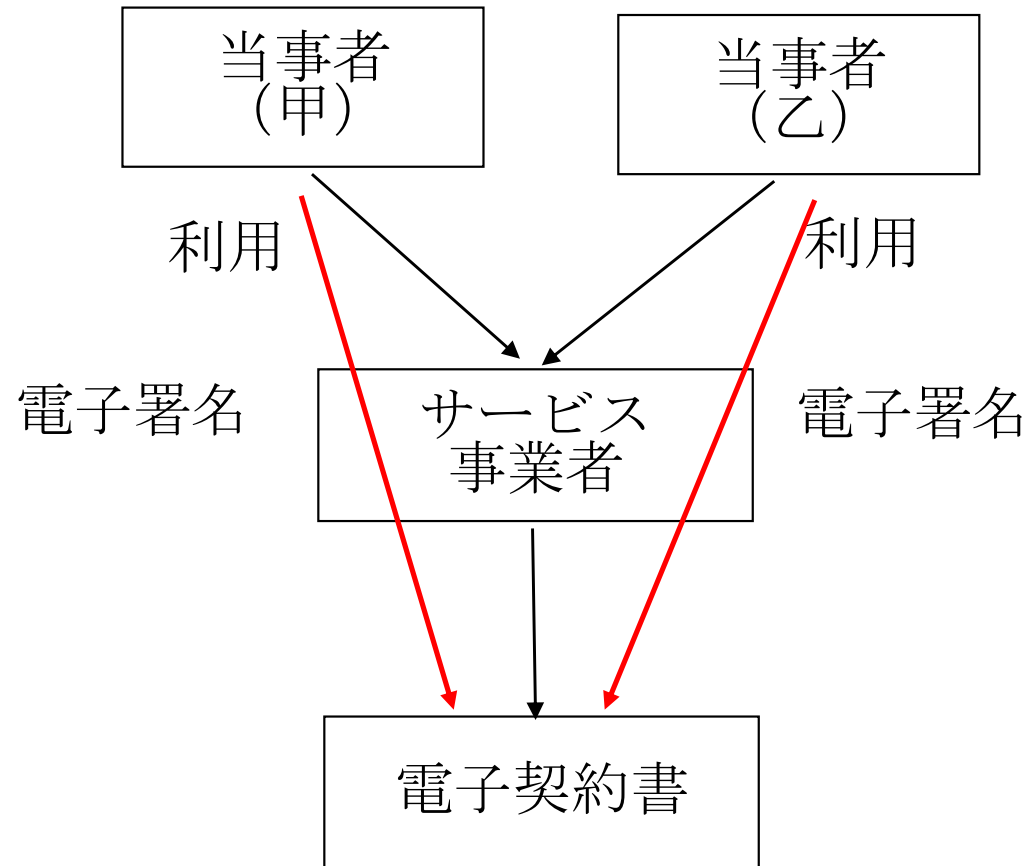 当事者
（甲）
当事者
（乙）
利用
利用
電子署名
サービス
事業者
電子署名
電子契約書